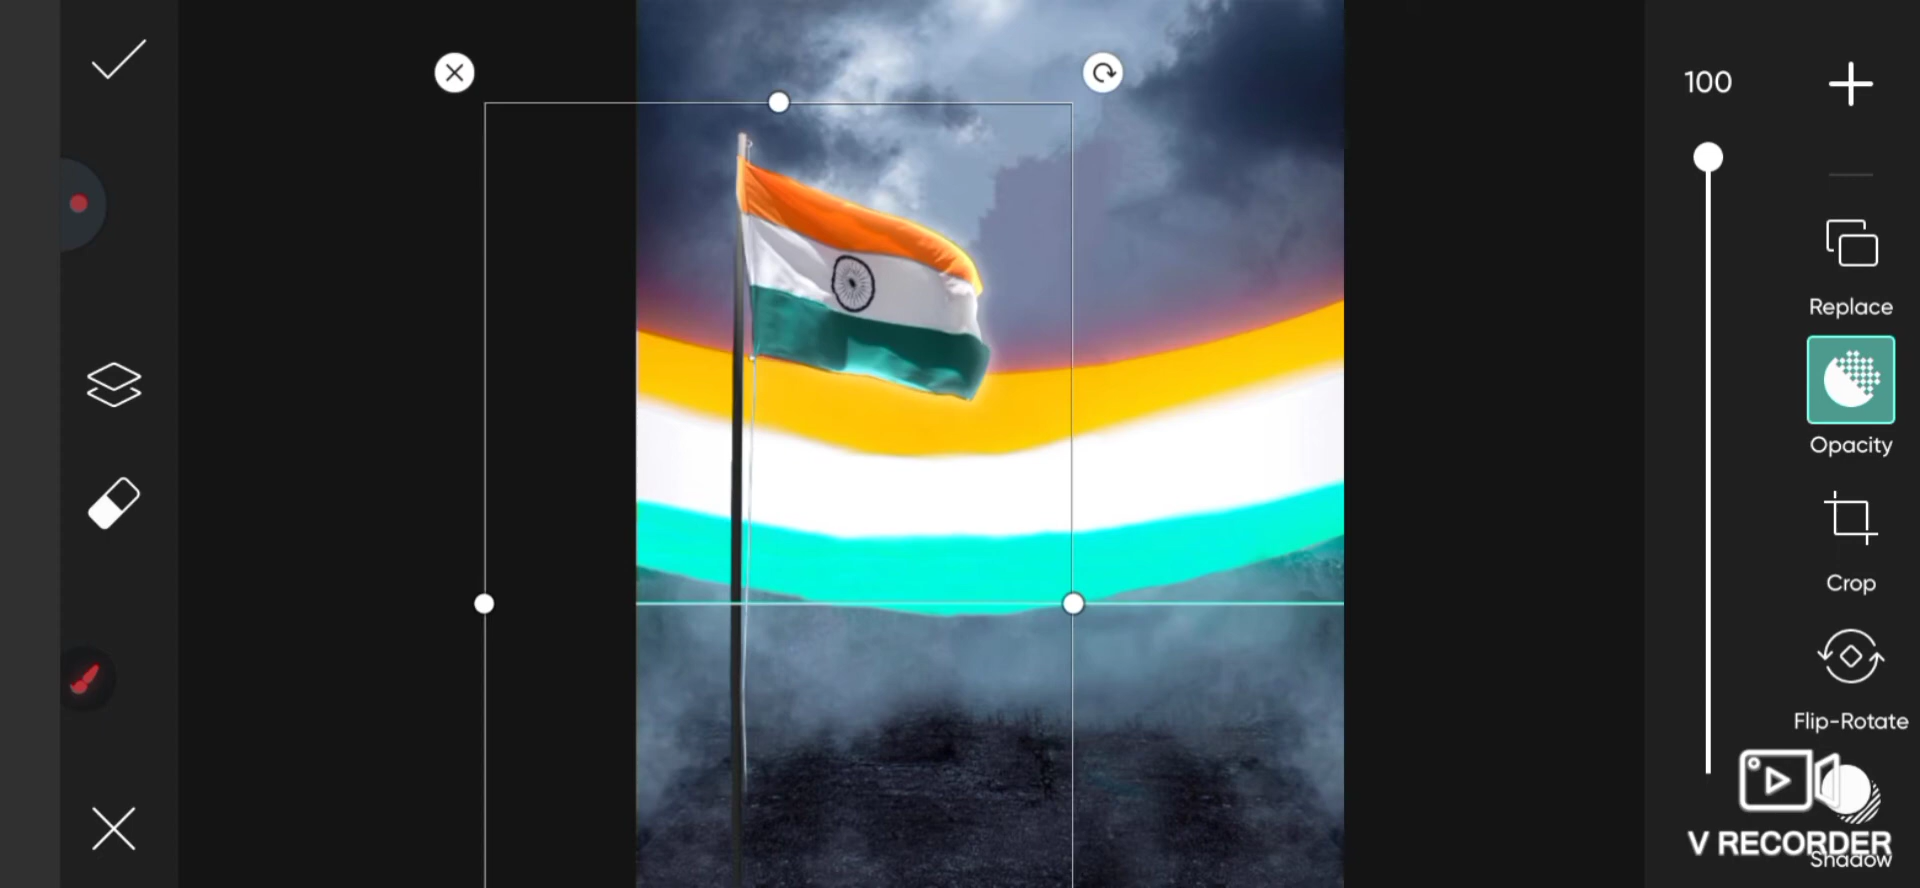 100
Replace
Opacity
Crop
Flip-Rotate
V RECORDER
Shadow